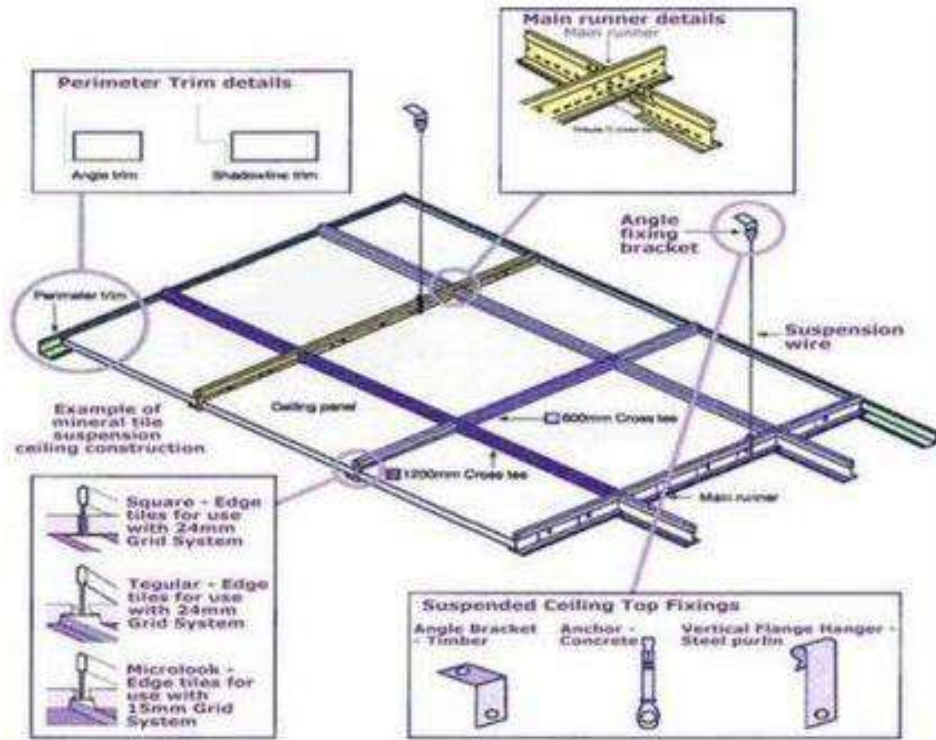 Main runner details
Main runner
Perimeter Trim details
Angle trim
Shadowline trim
Angle
fixing
bracket
Perimeter trim
Suspension
wire
Example of
mineral tile
suspension
ceiling construction
Ceiling panel
600mm Cross tee
1200mm Cross tee
Main runner
Square - Edge
tiles for use
with 24mm
Grid System
Tegular - Edge
tiles for use
with 24mm
Grid System
Microlook -
Edge tiles for
use with
15mm Grid
System
Suspended Ceiling Top Fixings
Angle Bracket
- Timber
Anchor -
Concrete
Vertical Flange Hanger -
Steel purlin